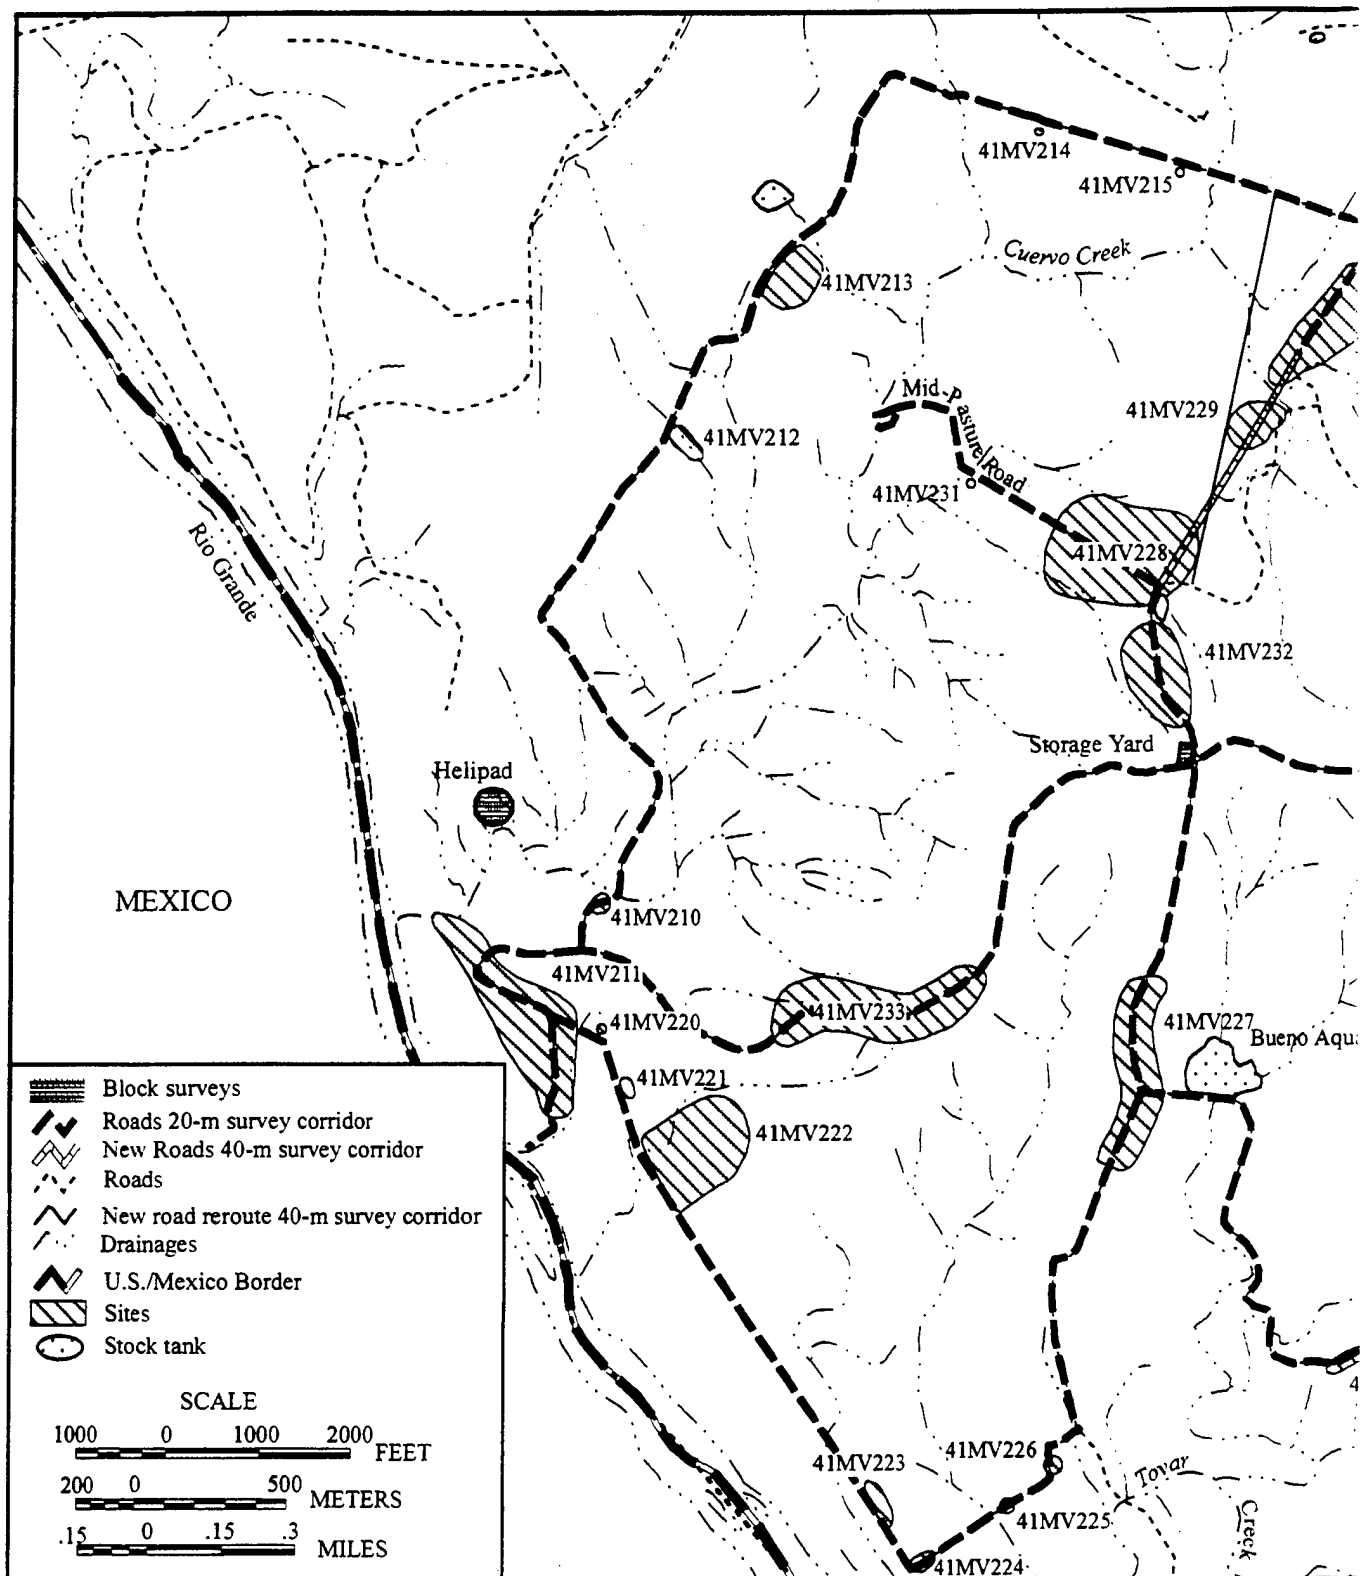 41MV214
41MV215
Cuervo Creek
41MV213
Mid-Pasture Road
41MV229
41MV212
41MV231
Rio Grande
41MV228
41MV232
Storage Yard
Helipad
MEXICO
41MV210
41MV211
41MV233
41MV220
41MV227
Bueno Aqu
41MV221
41MV222
Block surveys
Roads 20-m survey corridor
New Roads 40-m survey corridor
Roads
New road reroute 40-m survey corridor
Drainages
U.S./Mexico Border
Sites
Stock tank
4
SCALE
1000 0 1000 2000 FEET
200 0 500 METERS
.15 0 .15 .3 MILES
41MV226
41MV223
Tovar Creek
41MV225
41MV224